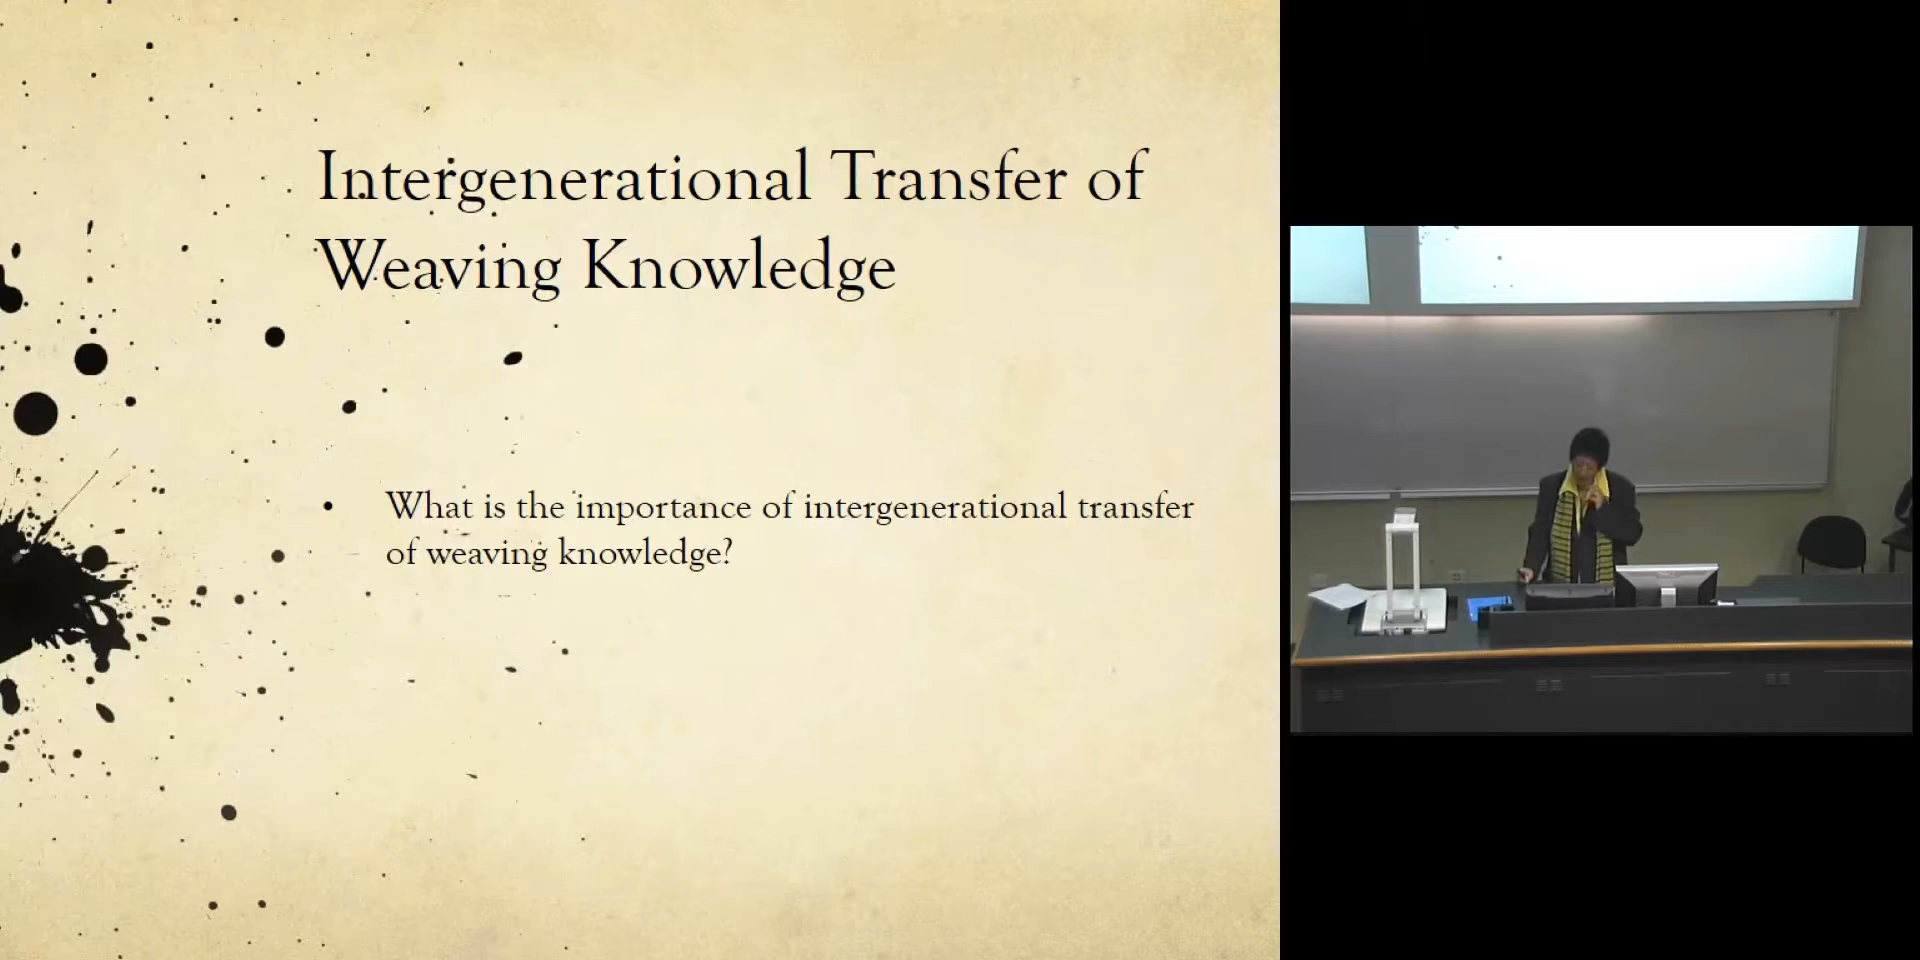 Intergenerational Transfer of
Weaving Knowledge
• What is the importance of intergenerational transfer
of weaving knowledge?